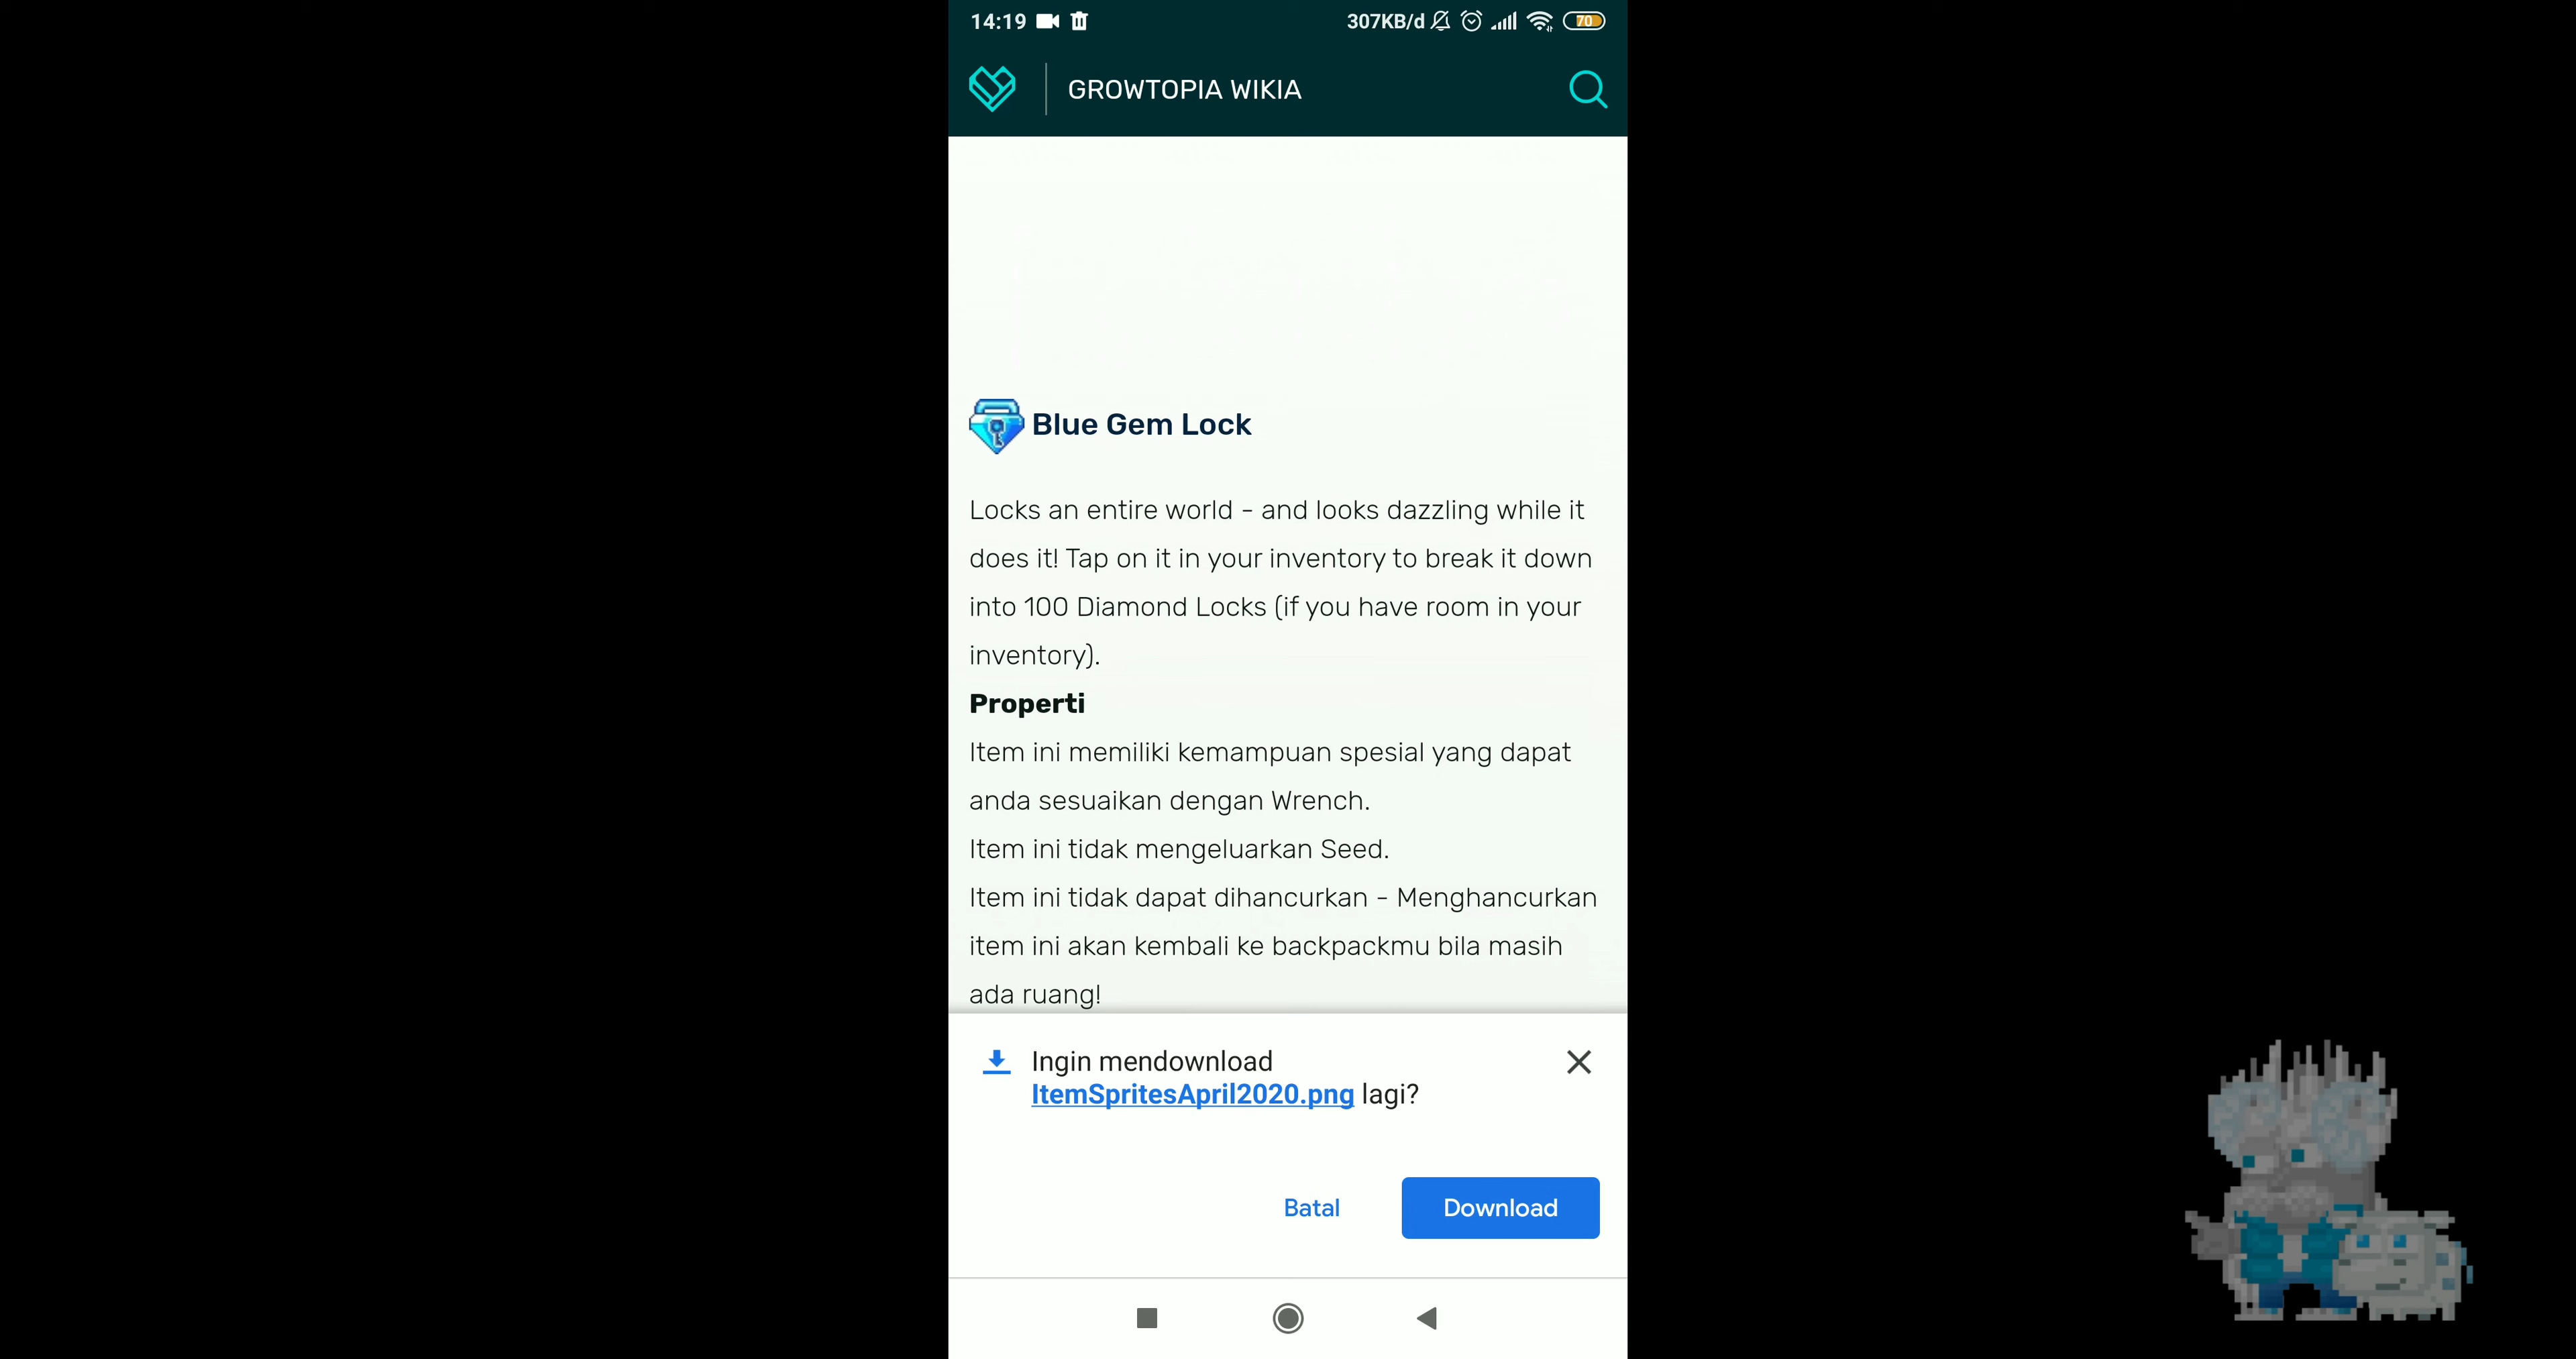 14:19
307KB/d
70
GROWTOPIA WIKIA
Blue Gem Lock
Locks an entire world - and looks dazzling while it
does it! Tap on it in your inventory to break it down
into 100 Diamond Locks (if you have room in your
inventory).
Properti
Item ini memiliki kemampuan spesial yang dapat
anda sesuaikan dengan Wrench.
Item ini tidak mengeluarkan Seed.
Item ini tidak dapat dihancurkan - Menghancurkan
item ini akan kembali ke backpackmu bila masih
ada ruang!
Ingin mendownload
ItemSpritesApril2020.png lagi?
Batal
Download